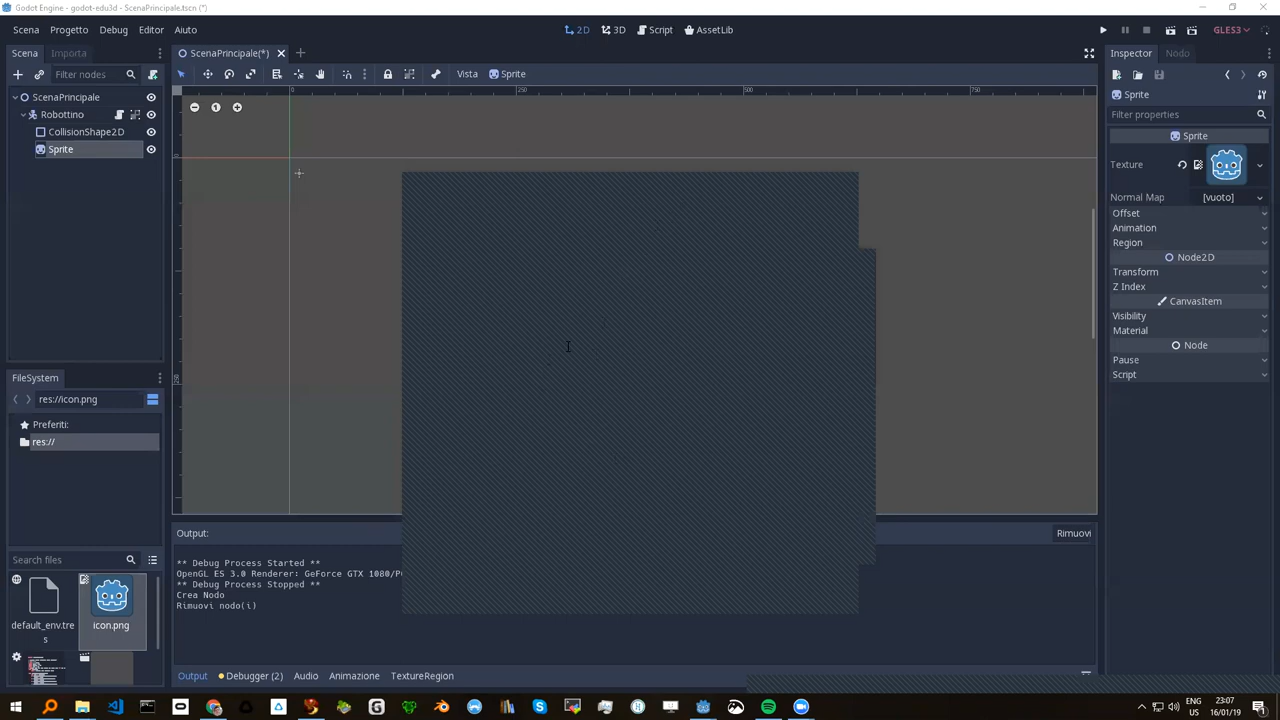 Godot Engine - godot-edu3d - ScenaPrincipale.tscn (*)
Scena Progetto Debug Editor Aiuto
2D 3D Script AssetLib
GLES3
Scena Importa
ScenaPrincipale(*)
Inspector Nodo
Filter nodes
Vista Sprite
Sprite
ScenaPrincipale
0 250 500 750
Filter properties
Robottino
CollisionShape2D
Sprite
Sprite
Texture
Normal Map [vuoto]
Offset
Animation
Region
Node2D
Transform
Z Index
CanvasItem
Visibility
Material
Node
Pause
Script
FileSystem
res://icon.png
Preferiti:
res://
Search files
default_env.tres
icon.png
Output:
Rimuovi
** Debug Process Started **
OpenGL ES 3.0 Renderer: GeForce GTX 1080/P
** Debug Process Stopped **
Crea Nodo
Rimuovi nodo(i)
Output Debugger (2) Audio Animazione TextureRegion
ENG
US
23:07
16/01/19